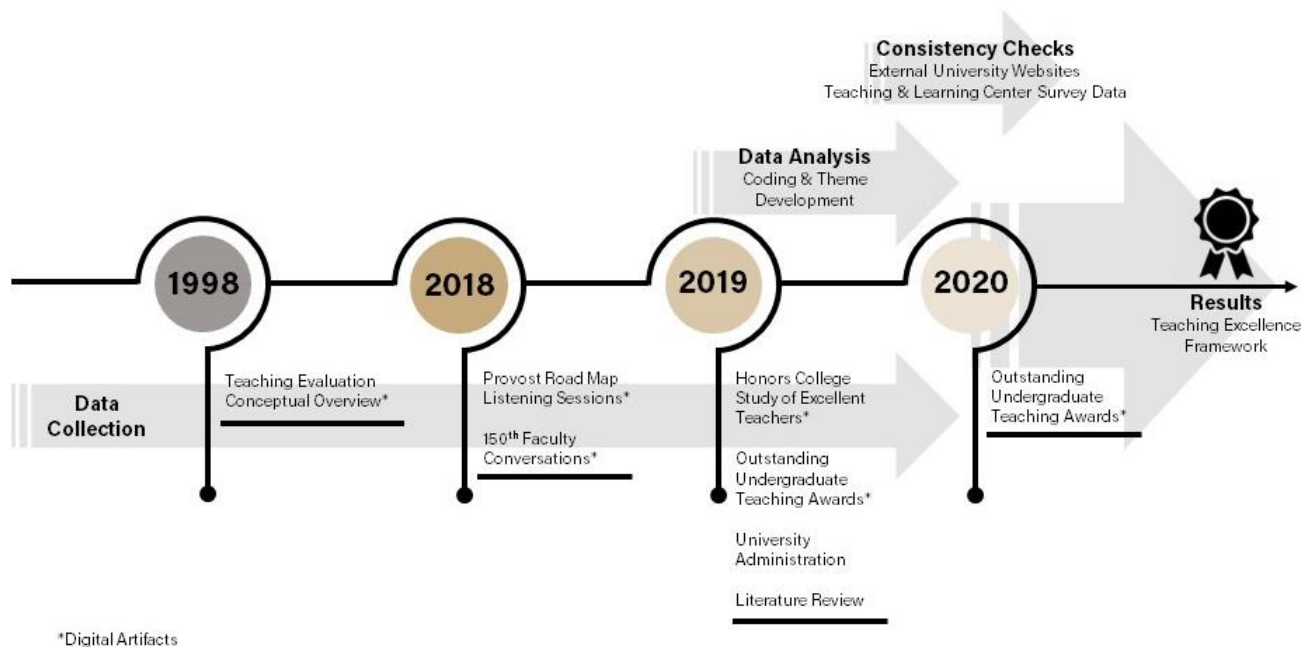 Consistency Checks
External University Websites
Teaching & Learning Center Survey Data
Data Analysis
Coding & Theme
Development
1998
2018
2019
2020
Results
Teaching Excellence
Framework
Data
Collection
Teaching Evaluation
Conceptual Overview*
Provost Road Map
Listening Sessions*
150th Faculty
Conversations*
Honors College
Study of Excellent
Teachers*
Outstanding
Undergraduate
Teaching Awards*
University
Administration
Literature Review
Outstanding
Undergraduate
Teaching Awards*
*Digital Artifacts